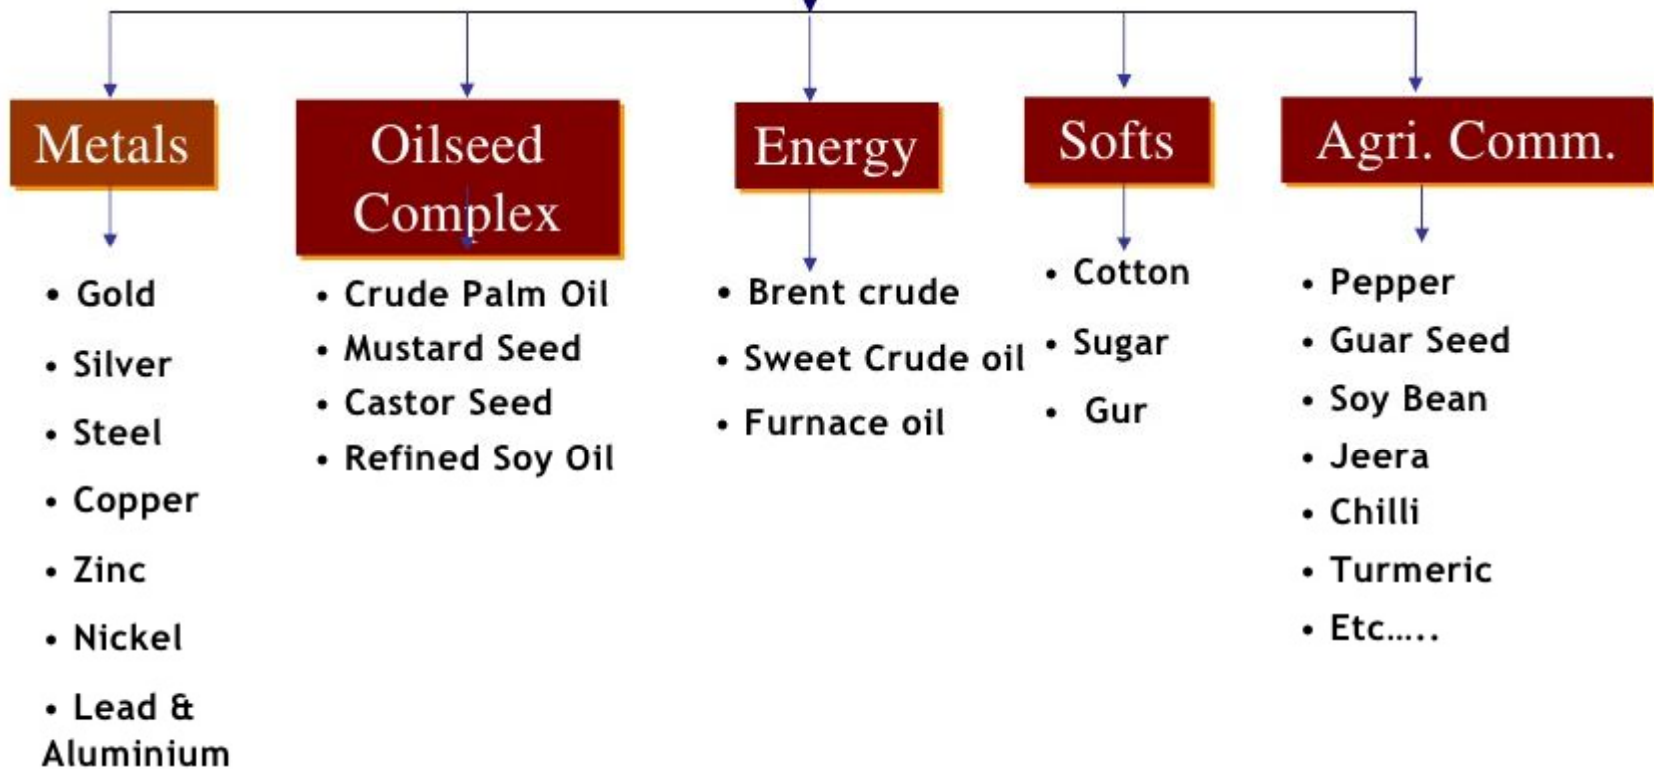 Metals
• Gold
• Silver
• Steel
• Copper
• Zinc
• Nickel
• Lead &
Aluminium
Oilseed
Complex
• Crude Palm Oil
• Mustard Seed
• Castor Seed
• Refined Soy Oil
Energy
• Brent crude
• Sweet Crude oil
• Furnace oil
Softs
• Cotton
• Sugar
• Gur
Agri. Comm.
• Pepper
• Guar Seed
• Soy Bean
• Jeera
• Chilli
• Turmeric
• Etc.....